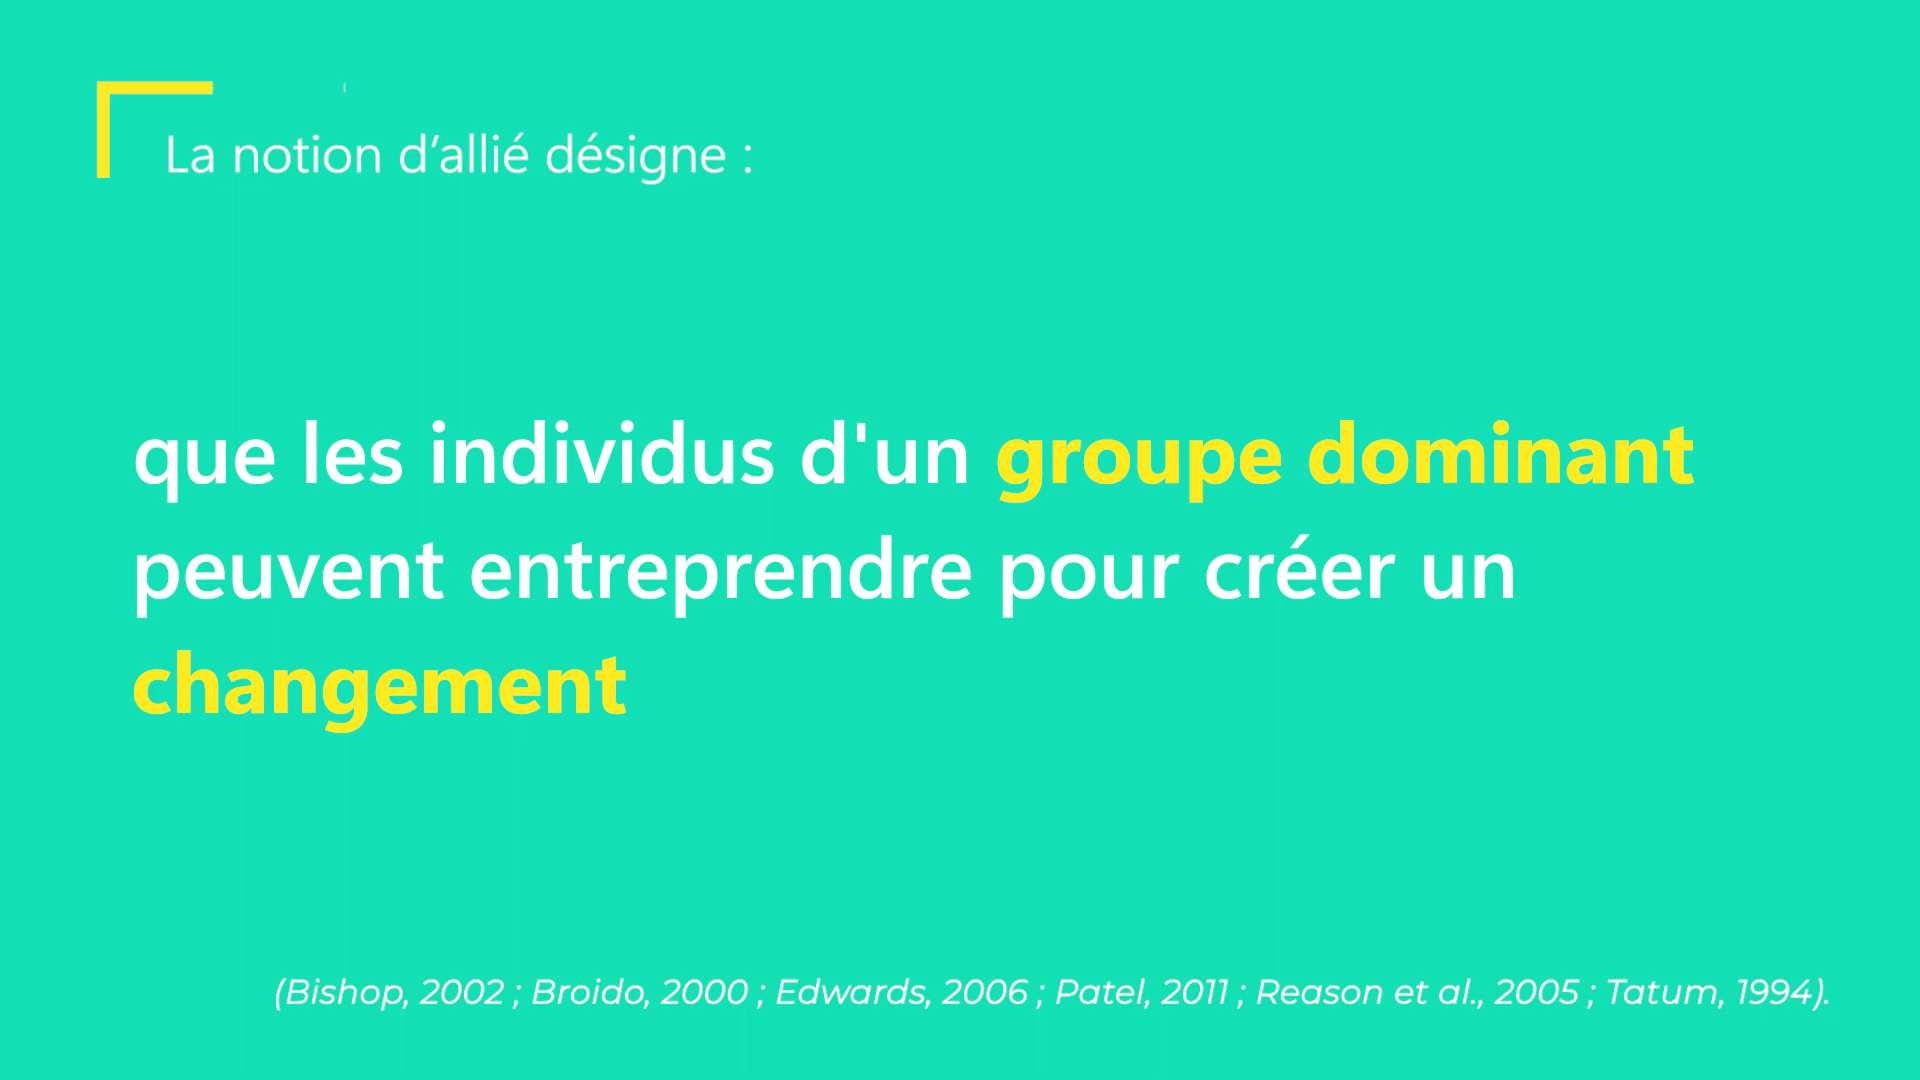 La notion d’allié désigne :
que les individus d'un groupe dominant
peuvent entreprendre pour créer un
changement
(Bishop, 2002 ; Broido, 2000 ; Edwards, 2006 ; Patel, 2011 ; Reason et al., 2005 ; Tatum, 1994).